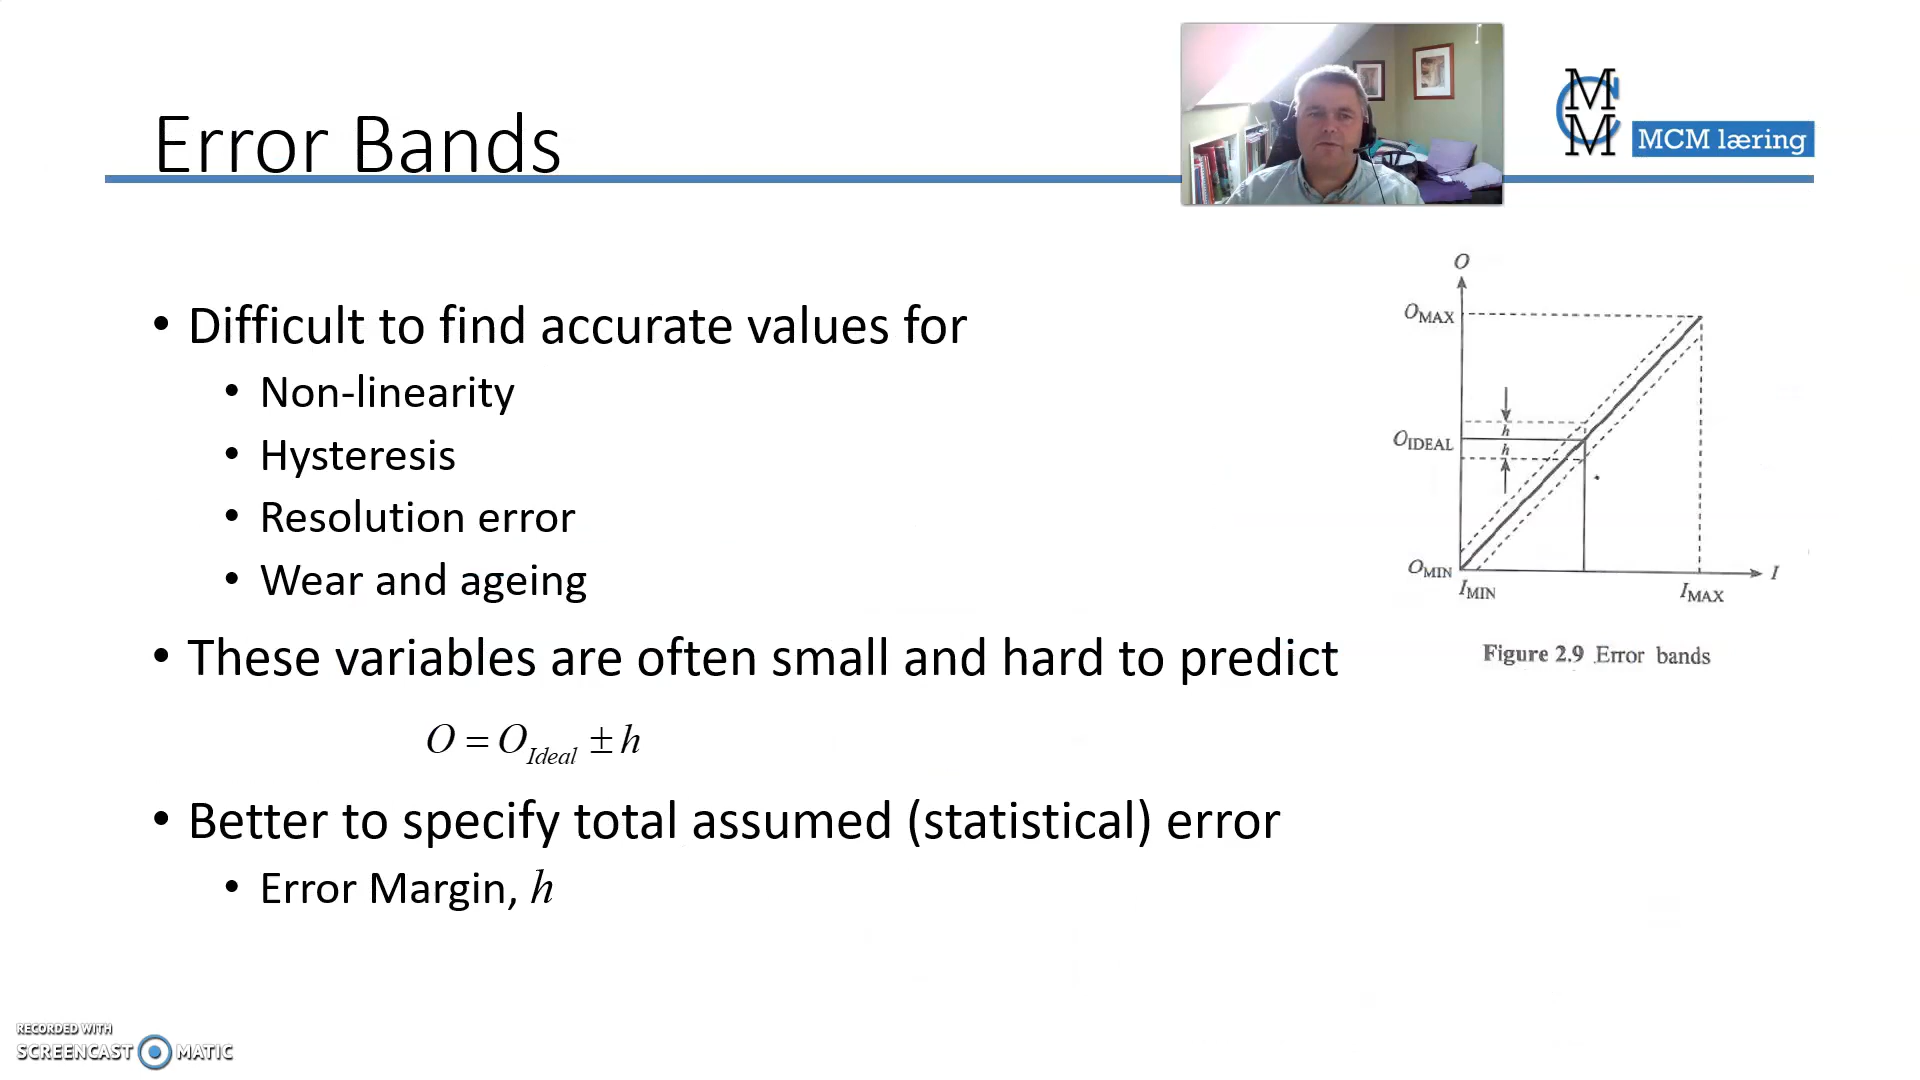 Error Bands
MCM
MCM læring
• Difficult to find accurate values for
• Non-linearity
• Hysteresis
• Resolution error
• Wear and ageing
• These variables are often small and hard to predict
O = O_Ideal ± h
• Better to specify total assumed (statistical) error
• Error Margin, h
O
O_MAX
h
O_IDEAL
h
O_MIN
I
I_MIN
I_MAX
Figure 2.9 Error bands
RECORDED WITH
SCREENCAST MATIC